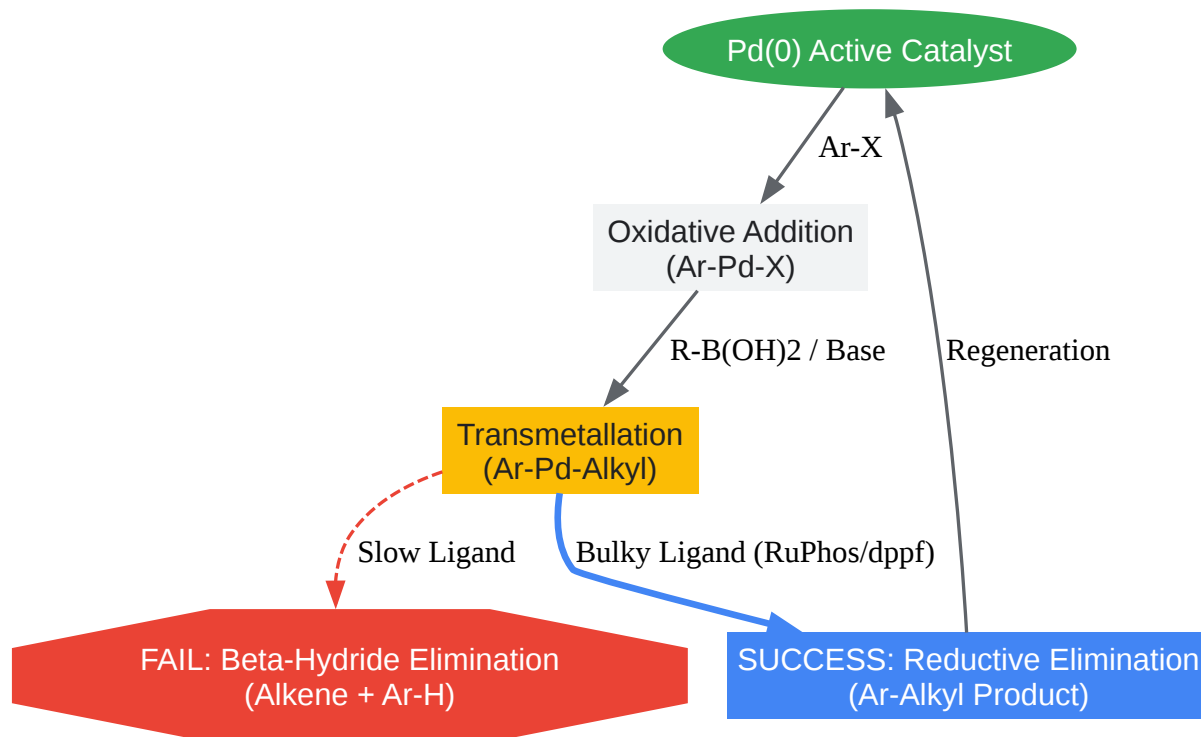 Pd(0) Active Catalyst
Ar-X
Oxidative Addition
(Ar-Pd-X)
R-B(OH)2 / Base
Regeneration
Transmetallation
(Ar-Pd-Alkyl)
Slow Ligand
Bulky Ligand (RuPhos/dppf)
FAIL: Beta-Hydride Elimination
(Alkene + Ar-H)
SUCCESS: Reductive Elimination
(Ar-Alkyl Product)